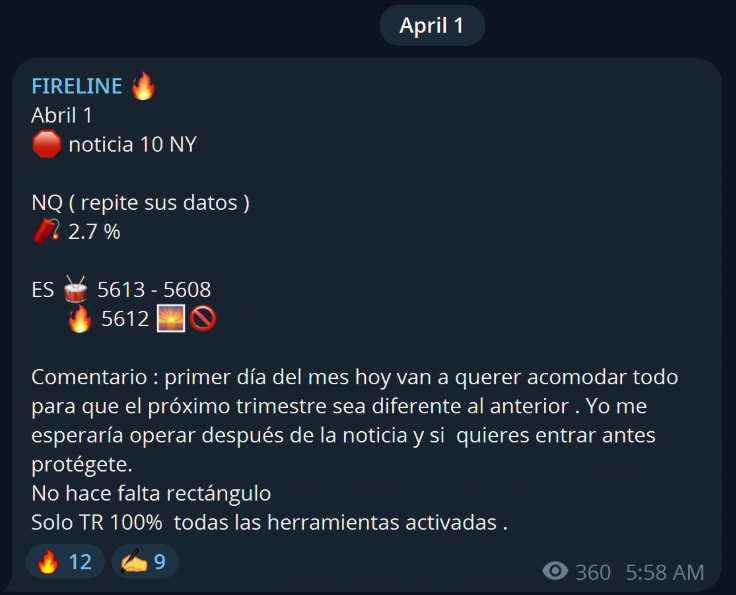 April 1
FIRELINE 🔥
Abril 1
🛑 noticia 10 NY
NQ ( repite sus datos )
🧨 2.7 %
ES 🥁 5613 - 5608
🔥 5612 🌅🚫
Comentario : primer día del mes hoy van a querer acomodar todo
para que el próximo trimestre sea diferente al anterior . Yo me
esperaría operar después de la noticia y si  quieres entrar antes
protégete.
No hace falta rectángulo
Solo TR 100%  todas las herramientas activadas .
🔥 12 ✍️ 9
360 5:58 AM